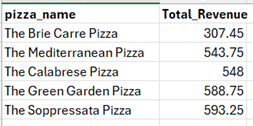 pizza_name Total_Revenue
The Brie Carre Pizza 307.45
The Mediterranean Pizza 543.75
The Calabrese Pizza 548
The Green Garden Pizza 588.75
The Soppressata Pizza 593.25